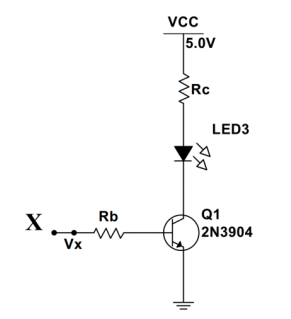 VCC
5.0V
Rc
LED3
X
Vx
Rb
Q1
2N3904